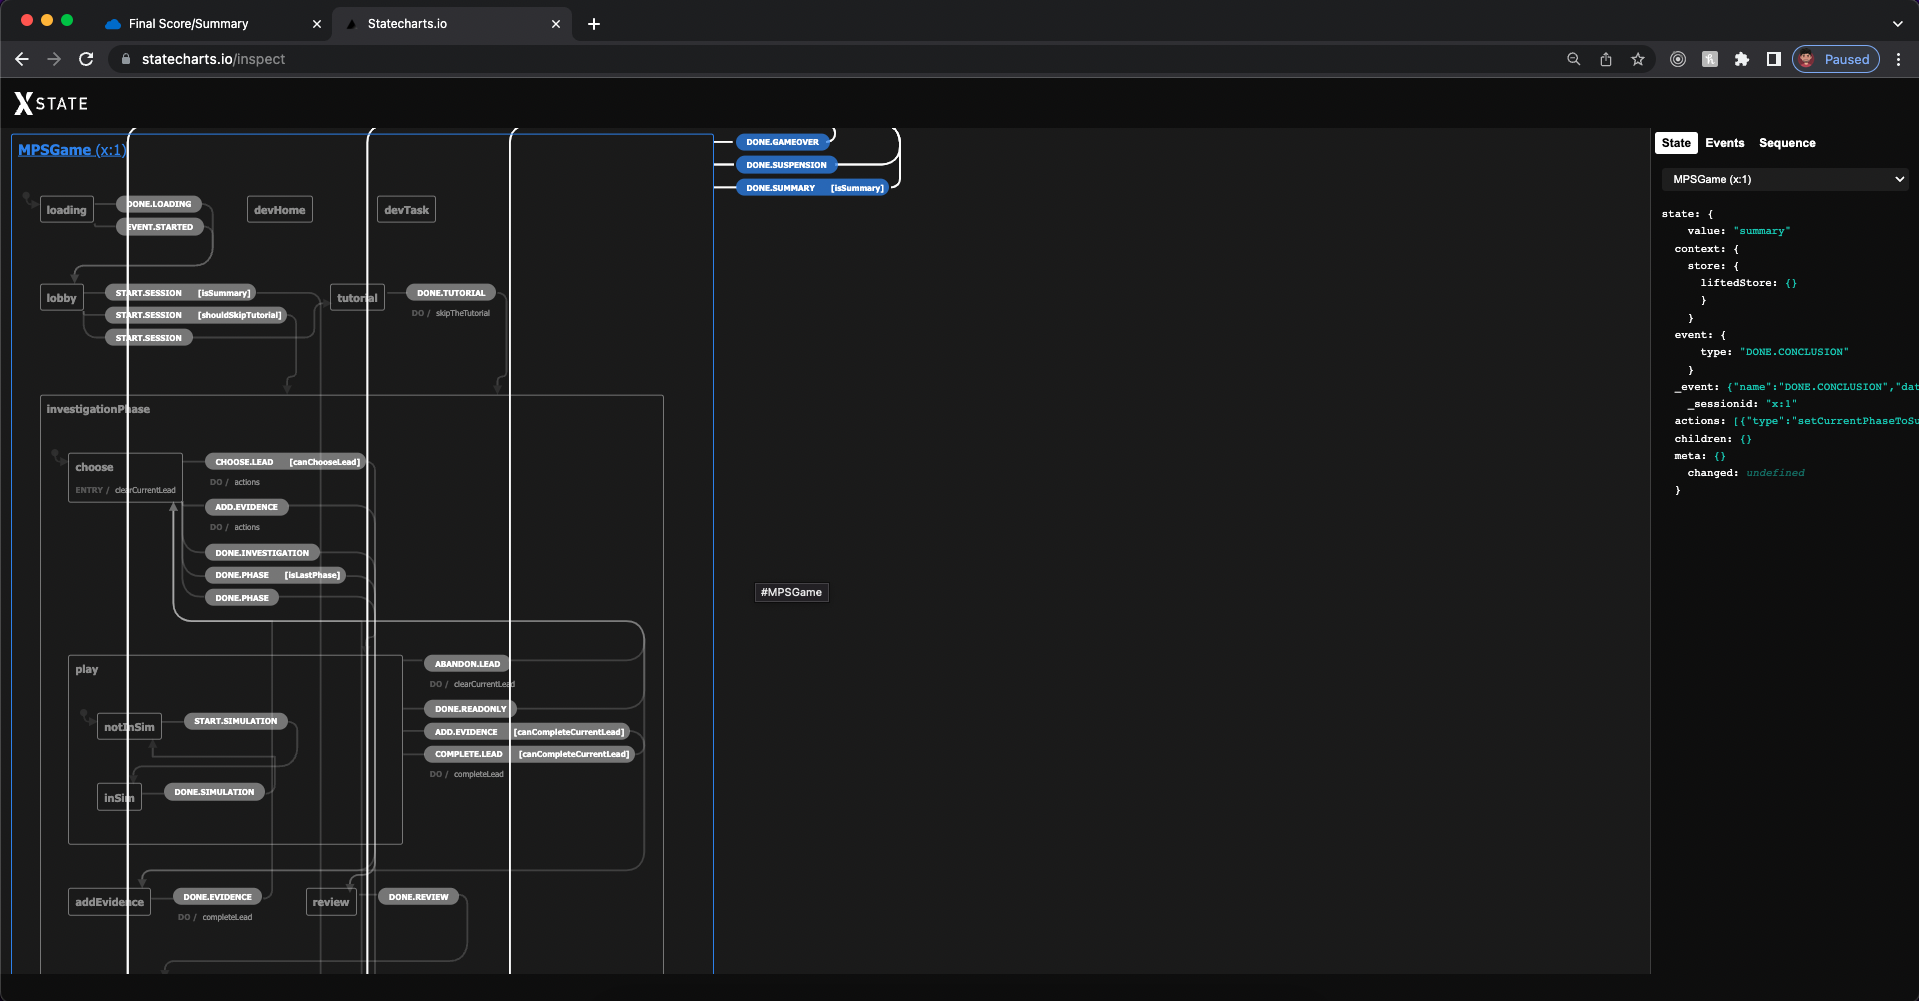 Final Score/Summary
Statecharts.io
statecharts.io/inspect
Paused
XSTATE
MPSGame (x:1)
DONE.GAMEOVER
DONE.SUSPENSION
DONE.SUMMARY [isSummary]
loading
DONE.LOADING
EVENT.STARTED
devHome
devTask
lobby
START.SESSION [isSummary]
START.SESSION [shouldSkipTutorial]
START.SESSION
tutorial
DONE.TUTORIAL
DO / skipTheTutorial
investigationPhase
choose
ENTRY / clearCurrentLead
CHOOSE.LEAD [canChooseLead]
DO / actions
ADD.EVIDENCE
DO / actions
DONE.INVESTIGATION
DONE.PHASE [isLastPhase]
DONE.PHASE
#MPSGame
play
ABANDON.LEAD
DO / clearCurrentLead
DONE.READONLY
ADD.EVIDENCE [canCompleteCurrentLead]
COMPLETE.LEAD [canCompleteCurrentLead]
DO / completeLead
notInSim
START.SIMULATION
inSim
DONE.SIMULATION
addEvidence
DONE.EVIDENCE
DO / completeLead
review
DONE.REVIEW
State Events Sequence
MPSGame (x:1)
state: {
value: "summary"
context: {
store: {
liftedStore: {}
}
}
event: {
type: "DONE.CONCLUSION"
}
_event: {"name":"DONE.CONCLUSION","dat
_sessionid: "x:1"
actions: [{"type":"setCurrentPhaseToSu
children: {}
meta: {}
changed: undefined
}